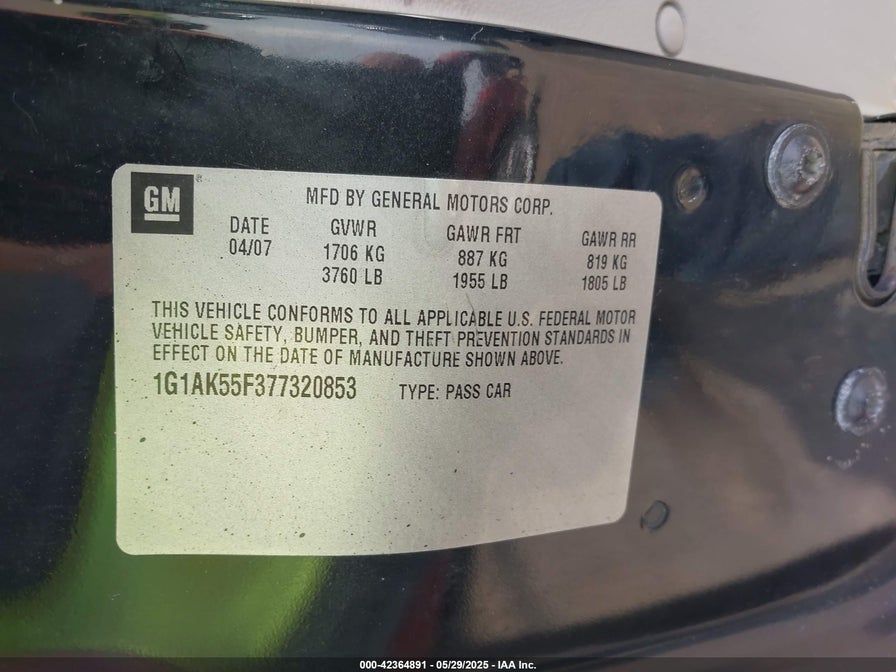 GM
MFD BY GENERAL MOTORS CORP.
DATE GVWR GAWR FRT GAWR RR
04/07 1706 KG 887 KG 819 KG
3760 LB 1955 LB 1805 LB
THIS VEHICLE CONFORMS TO ALL APPLICABLE U.S. FEDERAL MOTOR
VEHICLE SAFETY, BUMPER, AND THEFT PREVENTION STANDARDS IN
EFFECT ON THE DATE OF MANUFACTURE SHOWN ABOVE.
1G1AK55F377320853 TYPE: PASS CAR
000-42364891 - 05/29/2025 - IAA Inc.